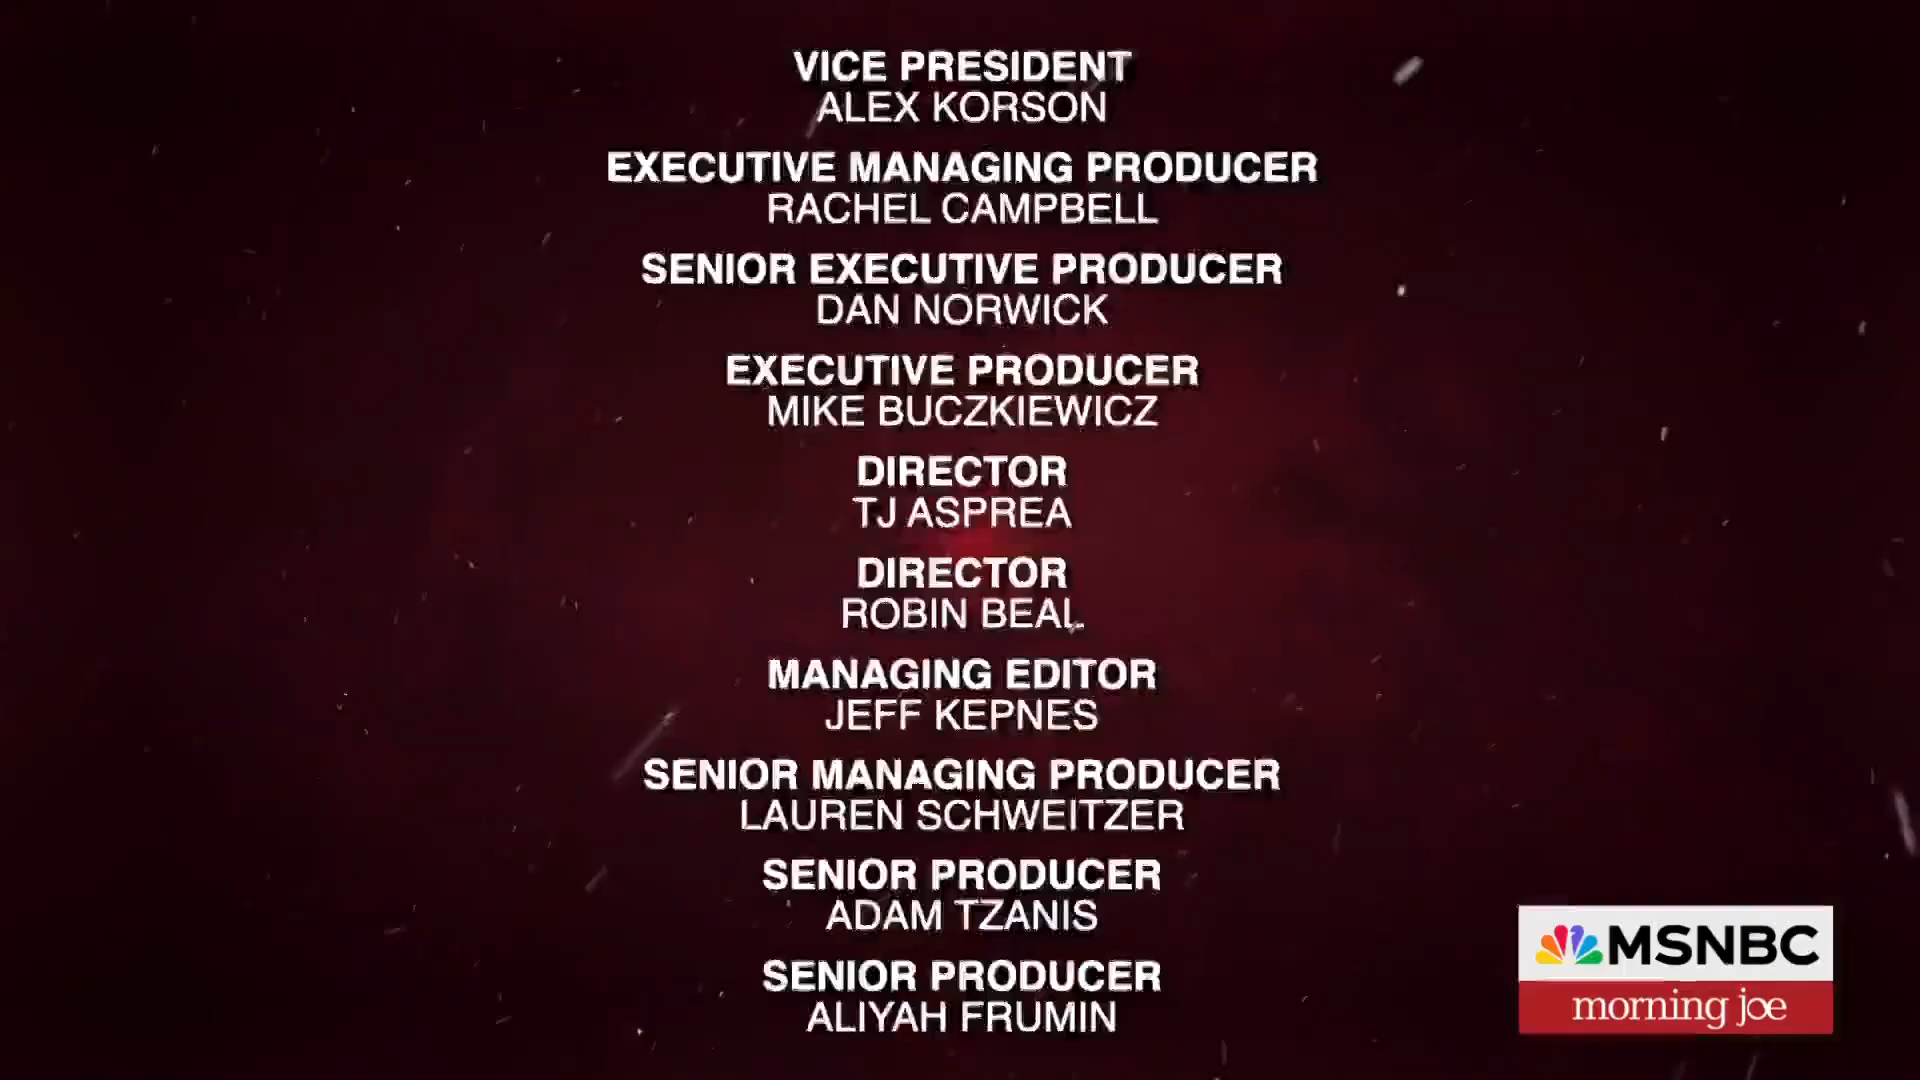 VICE PRESIDENT
ALEX KORSON
EXECUTIVE MANAGING PRODUCER
RACHEL CAMPBELL
SENIOR EXECUTIVE PRODUCER
DAN NORWICK
EXECUTIVE PRODUCER
MIKE BUCZKIEWICZ
DIRECTOR
TJ ASPREA
DIRECTOR
ROBIN BEAL
MANAGING EDITOR
JEFF KEPNES
SENIOR MANAGING PRODUCER
LAUREN SCHWEITZER
SENIOR PRODUCER
ADAM TZANIS
SENIOR PRODUCER
ALIYAH FRUMIN
MSNBC
morning joe